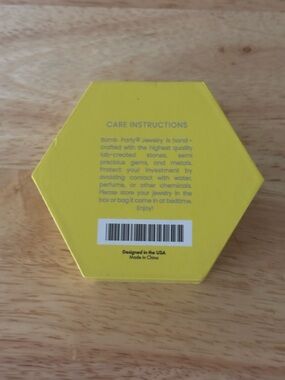 CARE INSTRUCTIONS
Bomb Party® Jewelry is hand-
crafted with the highest quality
lab-created stones, semi
precious gems, and metals.
Protect your investment by
avoiding contact with water,
perfume, or other chemicals.
Please store your jewelry in the
box or bag it came in at bedtime.
Enjoy!
Designed in the USA
Made in China